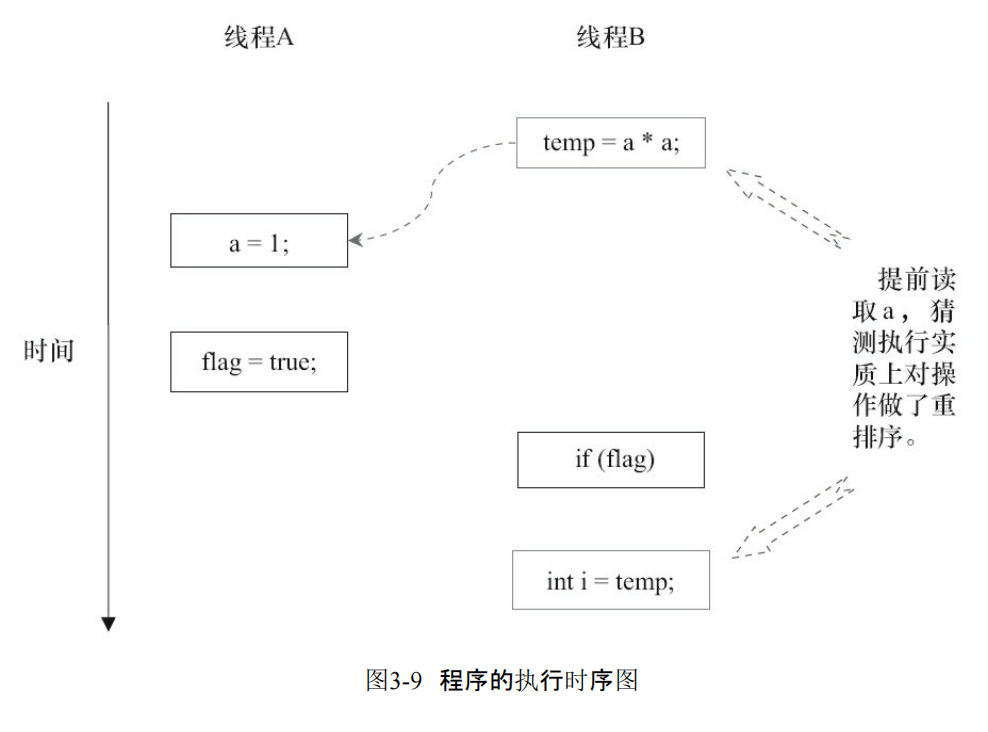 线程A
线程B
temp = a * a;
a = 1;
时间
flag = true;
if (flag)
int i = temp;
提前读
取a，猜
测执行实
质上对操
作做了重
排序。
图3-9 程序的执行时序图